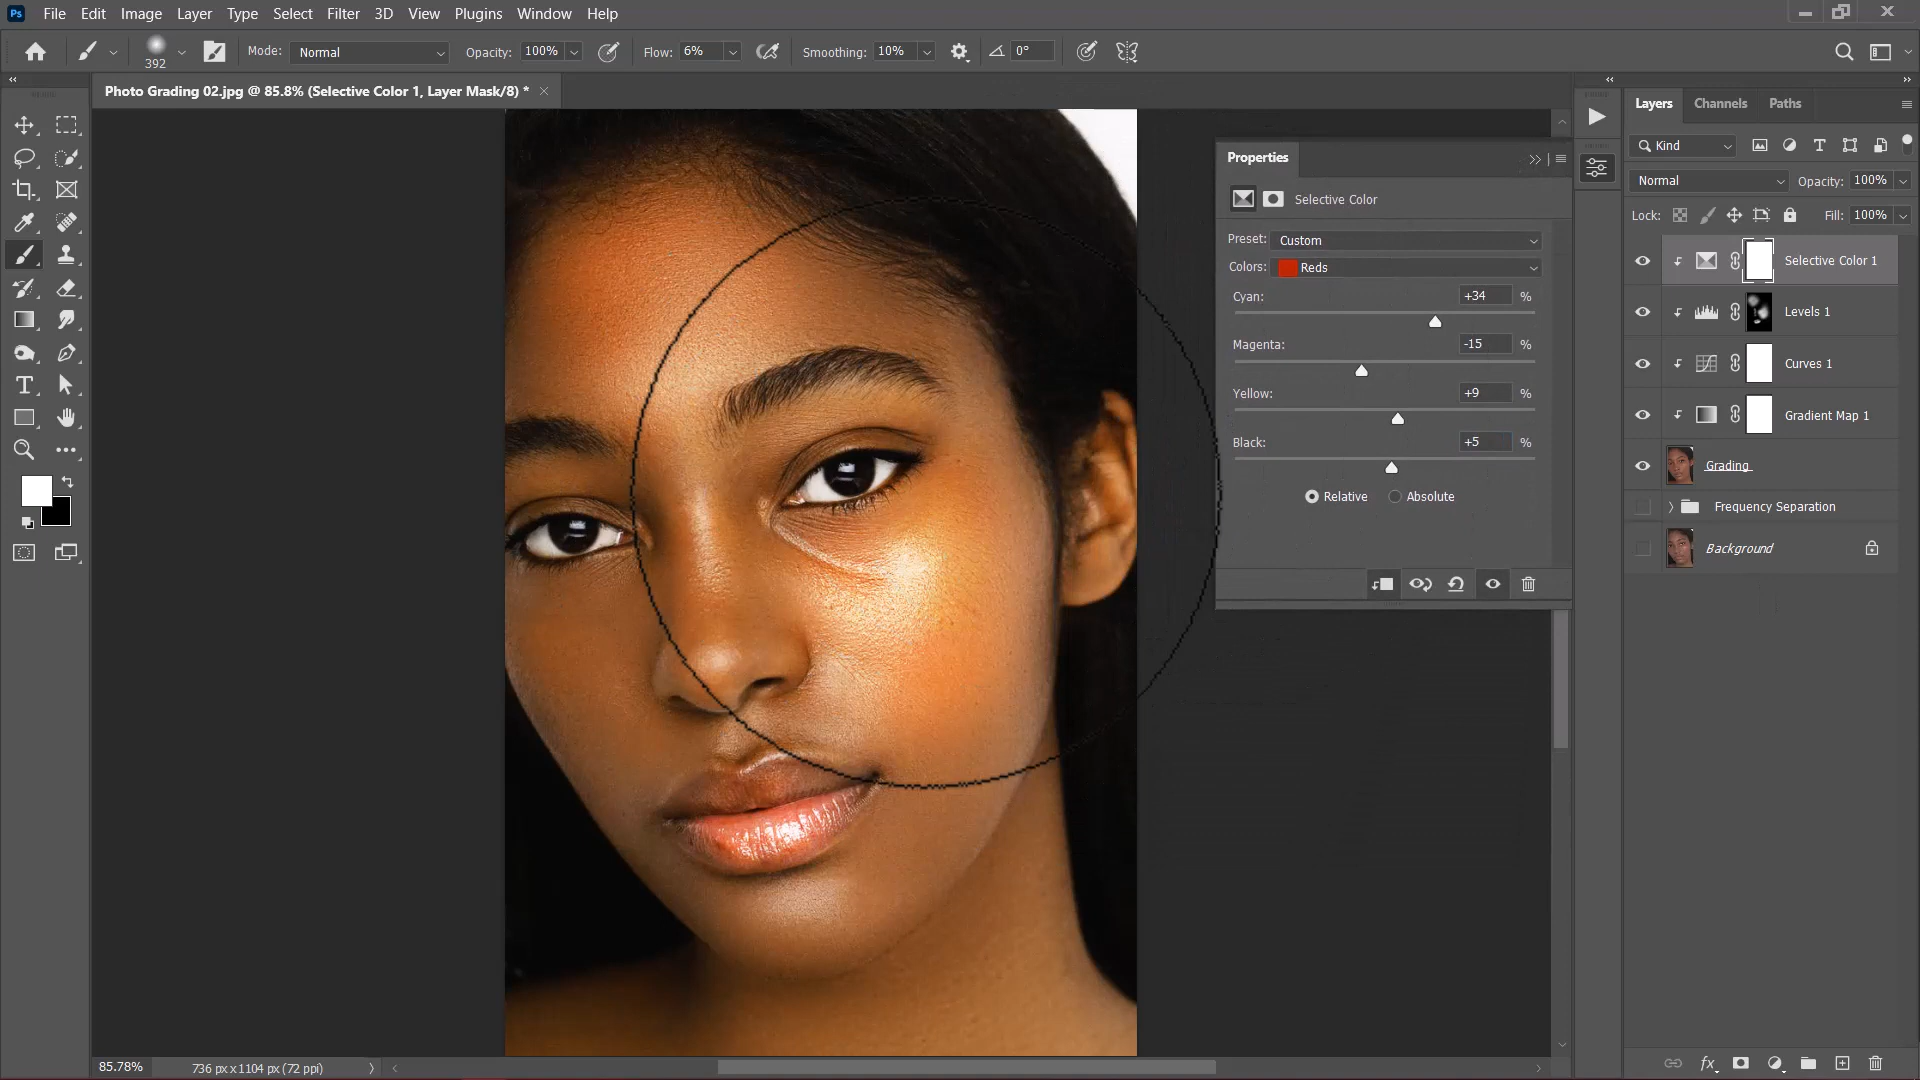 Ps File Edit Image Layer Type Select Filter 3D View Plugins Window Help
392 Mode: Normal Opacity: 100% Flow: 6% Smoothing: 10% 0°
Photo Grading 02.jpg @ 85.8% (Selective Color 1, Layer Mask/8) *
Properties
Selective Color
Preset: Custom
Colors: Reds
Cyan: +34 %
Magenta: -15 %
Yellow: +9 %
Black: +5 %
Relative Absolute
Layers Channels Paths
Kind
Normal Opacity: 100%
Lock: Fill: 100%
Selective Color 1
Levels 1
Curves 1
Gradient Map 1
Grading
Frequency Separation
Background
85.78% 736 px x 1104 px (72 ppi)
fx